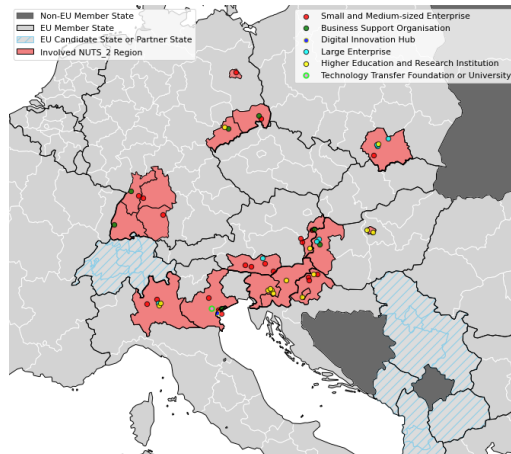 Non-EU Member State
EU Member State
EU Candidate State or Partner State
Involved NUTS_2 Region
Small and Medium-sized Enterprise
Business Support Organisation
Digital Innovation Hub
Large Enterprise
Higher Education and Research Institution
Technology Transfer Foundation or University